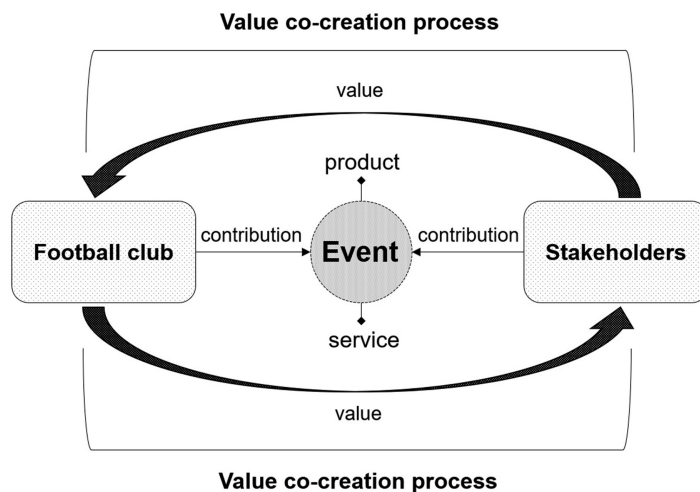 Value co-creation process
value
product
Football club
contribution
Event
contribution
Stakeholders
service
value
Value co-creation process